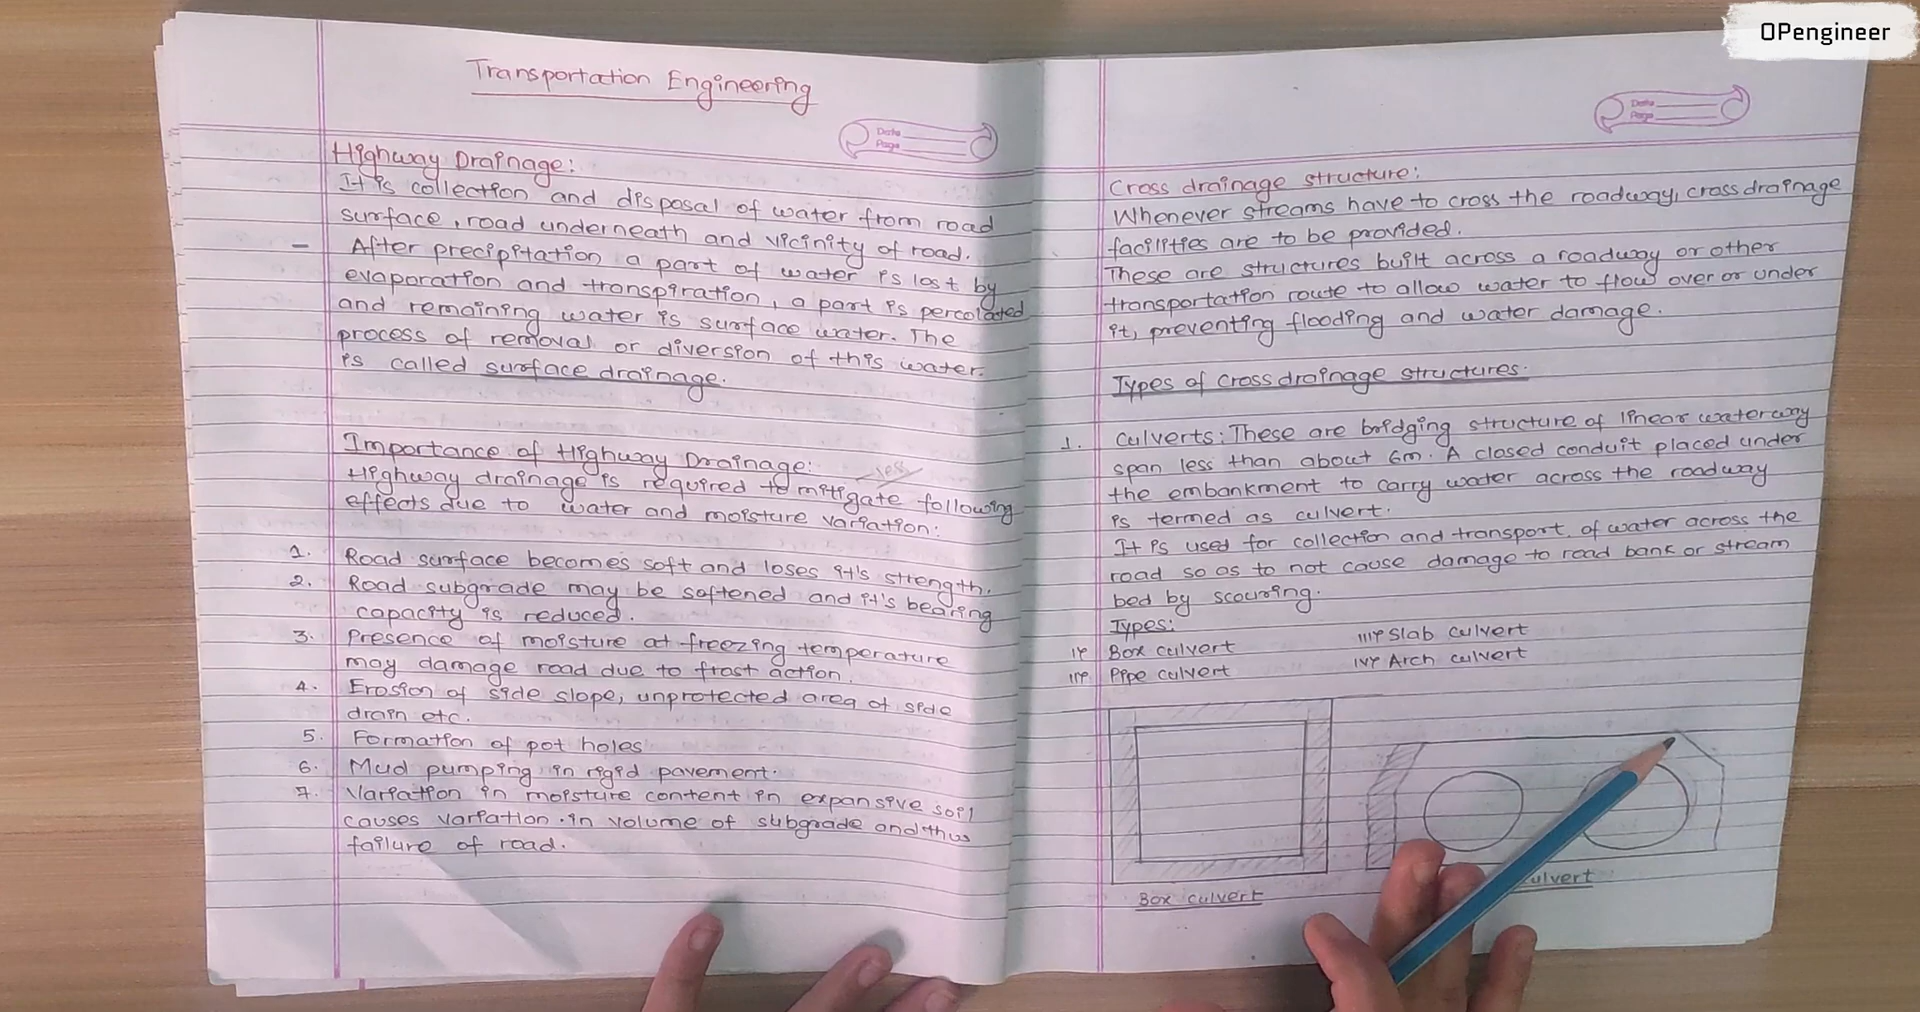 OPengineer
Transportation Engineering
Date
Page
Highway Drainage:
It is collection and disposal of water from road
surface, road underneath and vicinity of road.
- After precipitation a part of water is lost by
evaporation and transpiration, a part is percolated
and remaining water is surface water. The
process of removal or diversion of this water.
is called surface drainage.
Importance of Highway Drainage:
Highway drainage is required to mitigate following
effects due to water and moisture variation:
1. Road surface becomes soft and loses it's strength.
2. Road subgrade may be softened and it's bearing
capacity is reduced.
3. Presence of moisture at freezing temperature
may damage road due to frost action.
4. Erosion of side slope, unprotected area of side
drain etc.
5. Formation of pot holes
6. Mud pumping in rigid pavement.
7. Variation in moisture content in expansive soil
causes variation in volume of subgrade and thus
failure of road.
Date
Page
Cross drainage structure:
Whenever streams have to cross the roadway, cross drainage
facilities are to be provided.
These are structures built across a roadway or other
transportation route to allow water to flow over or under
it, preventing flooding and water damage.
Types of cross drainage structures.
1. Culverts: These are bridging structure of linear waterway
span less than about 6m. A closed conduit placed under
the embankment to carry water across the roadway
is termed as culvert.
It is used for collection and transport of water across the
road so as to not cause damage to road bank or stream
bed by scouring.
Types:
i) Box culvert iii) Slab culvert
ii) Pipe culvert iv) Arch culvert
Box culvert
ulvert